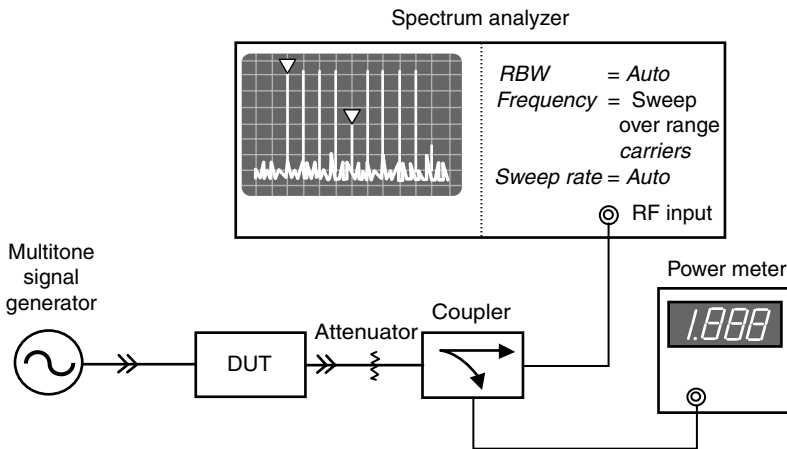 Spectrum analyzer
RBW = Auto
Frequency = Sweep
over range
carriers
Sweep rate = Auto
RF input
Multitone
signal
generator
DUT
Attenuator
Coupler
Power meter
1.888